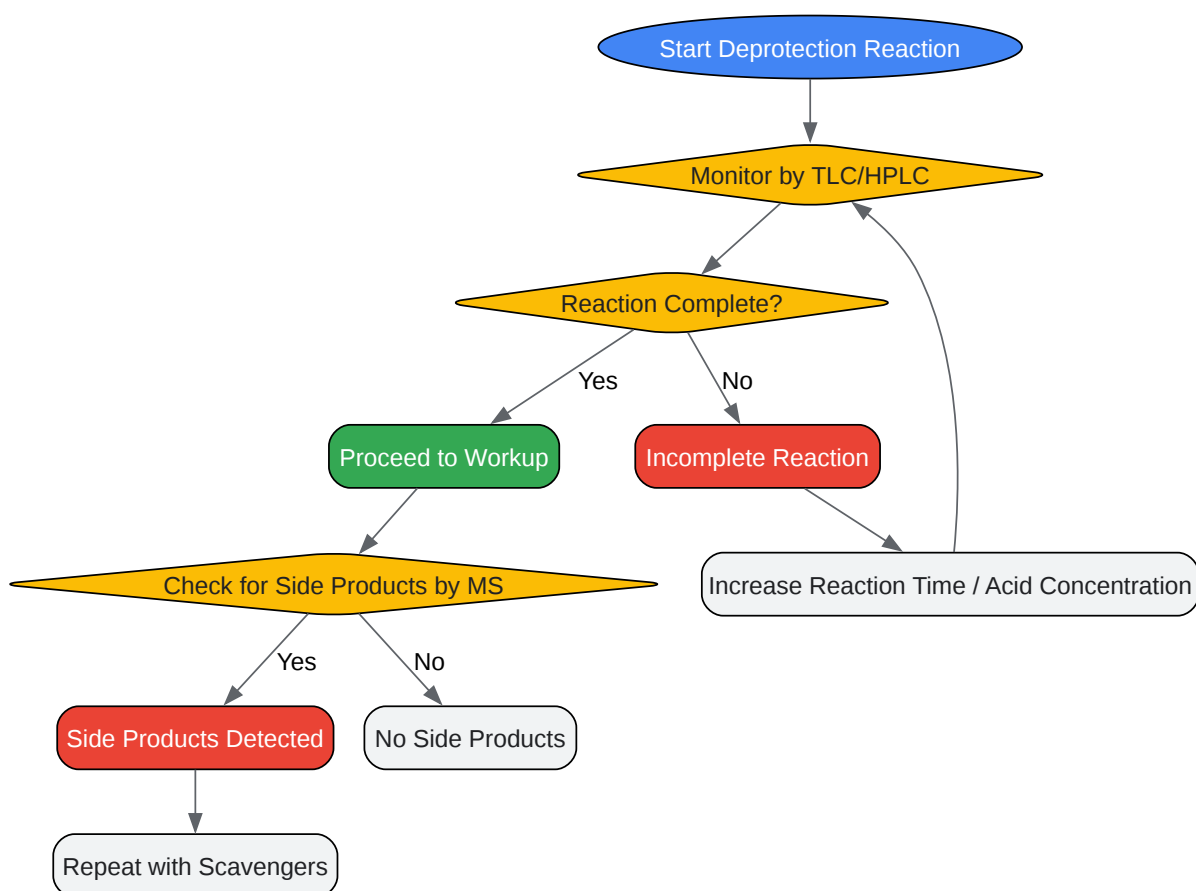 Start Deprotection Reaction
Monitor by TLC/HPLC
Reaction Complete?
Yes
No
Proceed to Workup
Incomplete Reaction
Check for Side Products by MS
Increase Reaction Time / Acid Concentration
Yes
No
Side Products Detected
No Side Products
Repeat with Scavengers